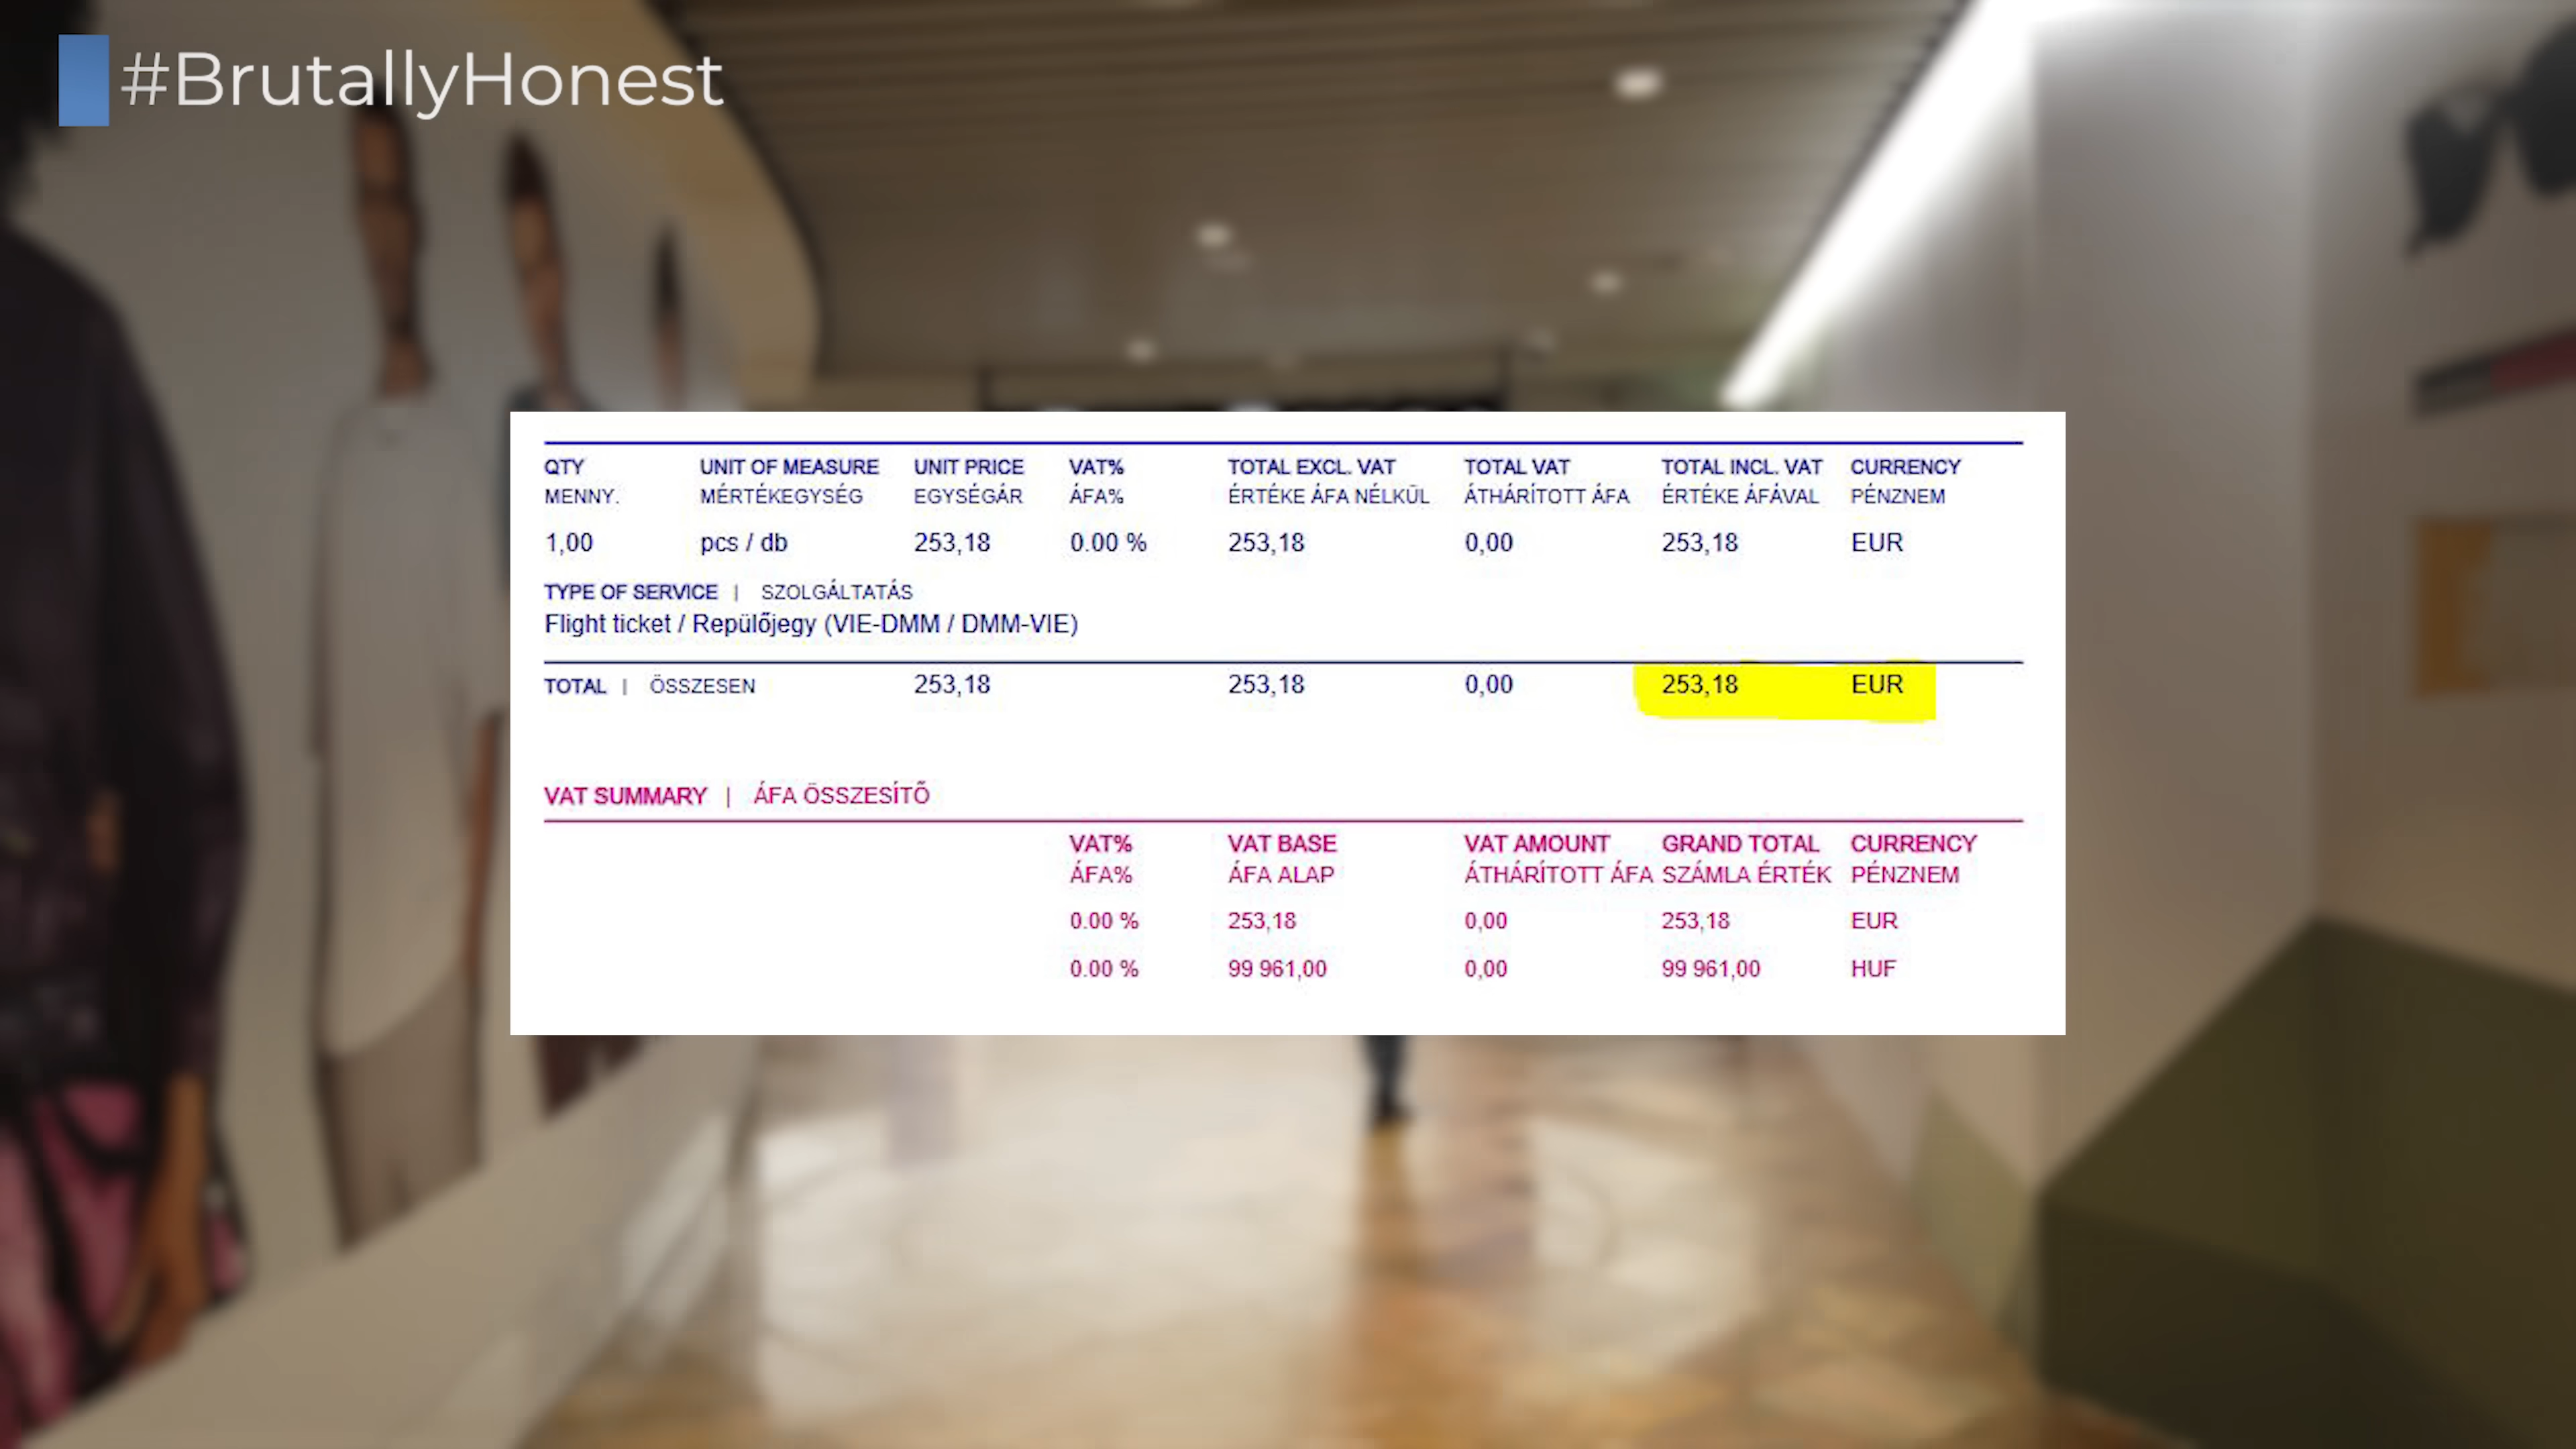 #BrutallyHonest
QTY UNIT OF MEASURE UNIT PRICE VAT% TOTAL EXCL. VAT TOTAL VAT TOTAL INCL. VAT CURRENCY
MENNY. MÉRTÉKEGYSÉG EGYSÉGÁR ÁFA% ÉRTÉKE ÁFA NÉLKÜL ÁTHÁRÍTOTT ÁFA ÉRTÉKE ÁFÁVAL PÉNZNEM
1,00 pcs / db 253,18 0.00 % 253,18 0,00 253,18 EUR
TYPE OF SERVICE | SZOLGÁLTATÁS
Flight ticket / Repülőjegy (VIE-DMM / DMM-VIE)
TOTAL | ÖSSZESEN 253,18 253,18 0,00 253,18 EUR
VAT SUMMARY | ÁFA ÖSSZESÍTŐ
VAT% VAT BASE VAT AMOUNT GRAND TOTAL CURRENCY
ÁFA% ÁFA ALAP ÁTHÁRÍTOTT ÁFA SZÁMLA ÉRTÉK PÉNZNEM
0.00 % 253,18 0,00 253,18 EUR
0.00 % 99 961,00 0,00 99 961,00 HUF